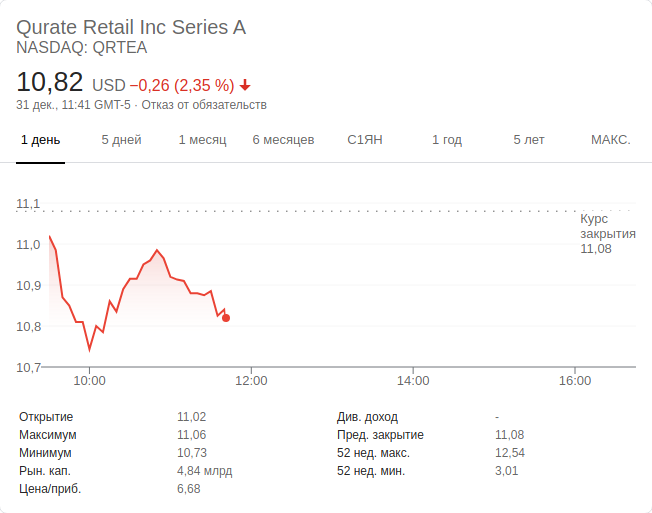 Qurate Retail Inc Series A
NASDAQ: QRTEA
10,82 USD −0,26 (2,35 %)
31 дек., 11:41 GMT-5 · Отказ от обязательств
1 день 5 дней 1 месяц 6 месяцев С1ЯН 1 год 5 лет МАКС.
11,1
Курс
закрытия
11,08
11,0
10,9
10,8
10,7
10:00 12:00 14:00 16:00
Открытие 11,02 Див. доход -
Максимум 11,06 Пред. закрытие 11,08
Минимум 10,73 52 нед. макс. 12,54
Рын. кап. 4,84 млрд 52 нед. мин. 3,01
Цена/приб. 6,68